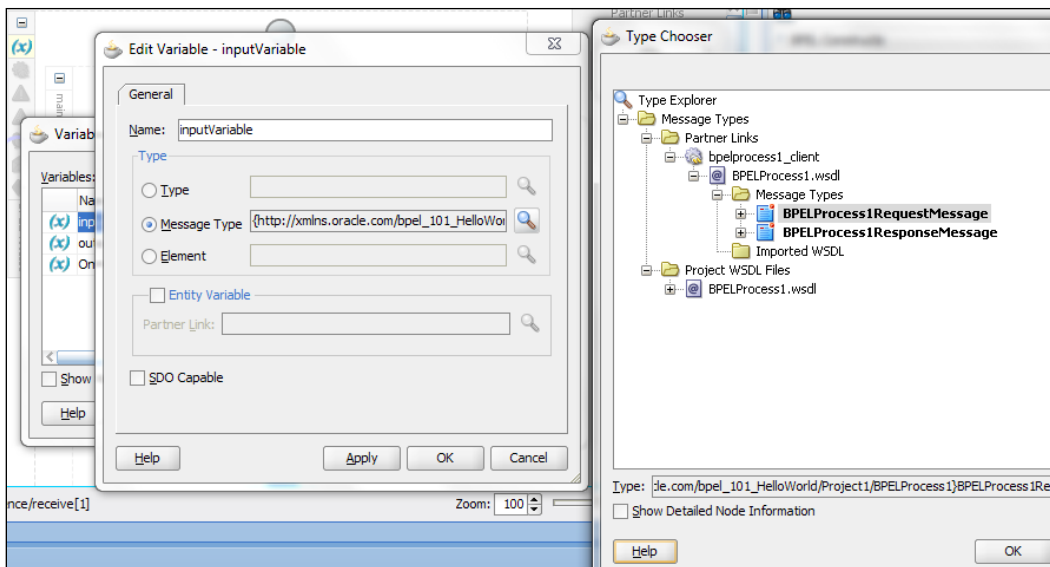 Partner Links
BPEL Constructs
(x)
main
Variab
Variables:
Na
(x) inp
(x) out
(x) On
Show
Help
Edit Variable - inputVariable
General
Name: inputVariable
Type
Type
Message Type {http://xmlns.oracle.com/bpel_101_HelloWor
Element
Entity Variable
Partner Link:
SDO Capable
Help Apply OK Cancel
nce/receive[1] Zoom: 100
Type Chooser
Type Explorer
Message Types
Partner Links
bpelprocess1_client
BPELProcess1.wsdl
Message Types
BPELProcess1RequestMessage
BPELProcess1ResponseMessage
Imported WSDL
Project WSDL Files
BPELProcess1.wsdl
Type: le.com/bpel_101_HelloWorld/Project1/BPELProcess1}BPELProcess1Re
Show Detailed Node Information
Help OK